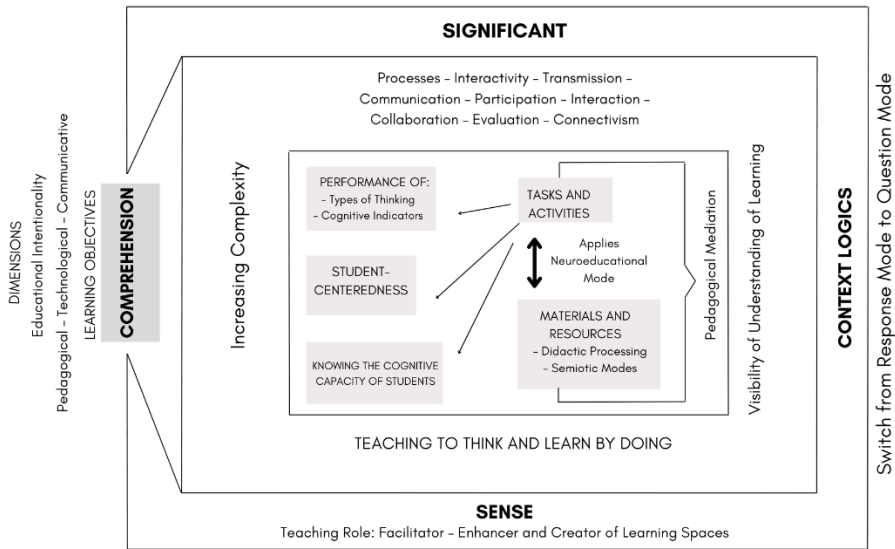 SIGNIFICANT
Processes - Interactivity - Transmission -
Communication - Participation - Interaction -
Collaboration - Evaluation - Connectivism
DIMENSIONS
Educational Intentionality
Pedagogical - Technological - Communicative
LEARNING OBJECTIVES
COMPREHENSION
Increasing Complexity
PERFORMANCE OF:
- Types of Thinking
- Cognitive Indicators
STUDENT-
CENTEREDNESS
KNOWING THE COGNITIVE
CAPACITY OF STUDENTS
TASKS AND
ACTIVITIES
Applies
Neuroeducational
Mode
MATERIALS AND
RESOURCES
- Didactic Processing
- Semiotic Modes
Pedagogical Mediation
Visibility of Understanding of Learning
CONTEXT LOGICS
Switch from Response Mode to Question Mode
TEACHING TO THINK AND LEARN BY DOING
SENSE
Teaching Role: Facilitator - Enhancer and Creator of Learning Spaces